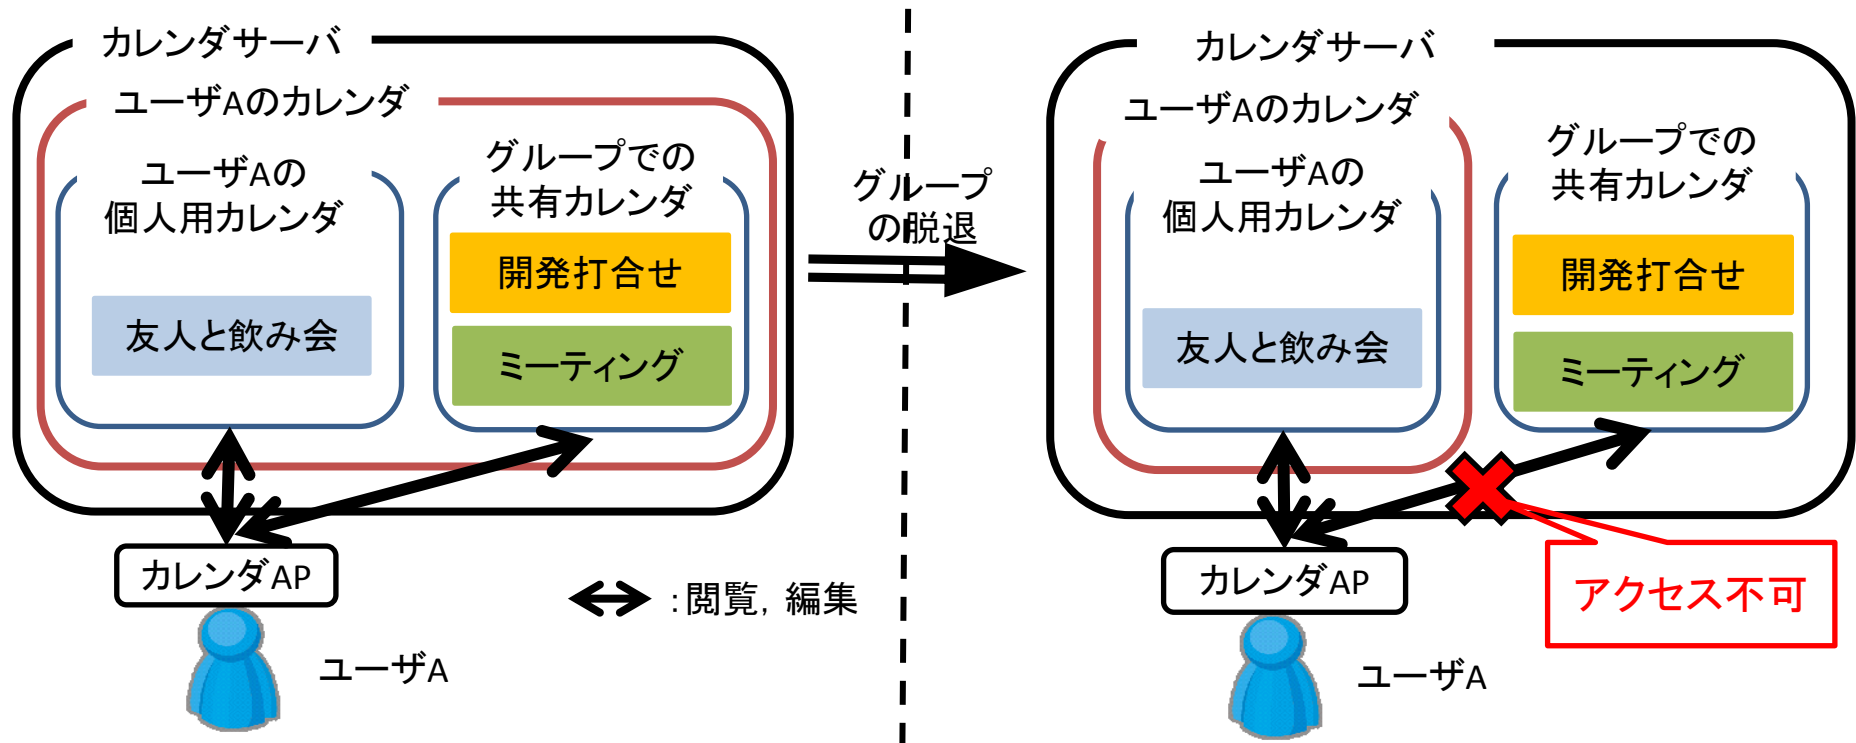 カレンダサーバ
ユーザAのカレンダ
ユーザAの
個人用カレンダ
友人と飲み会
グループでの
共有カレンダ
開発打合せ
ミーティング
カレンダAP
ユーザA
:閲覧，編集
グループ
の脱退
カレンダサーバ
ユーザAのカレンダ
ユーザAの
個人用カレンダ
友人と飲み会
グループでの
共有カレンダ
開発打合せ
ミーティング
アクセス不可
カレンダAP
ユーザA